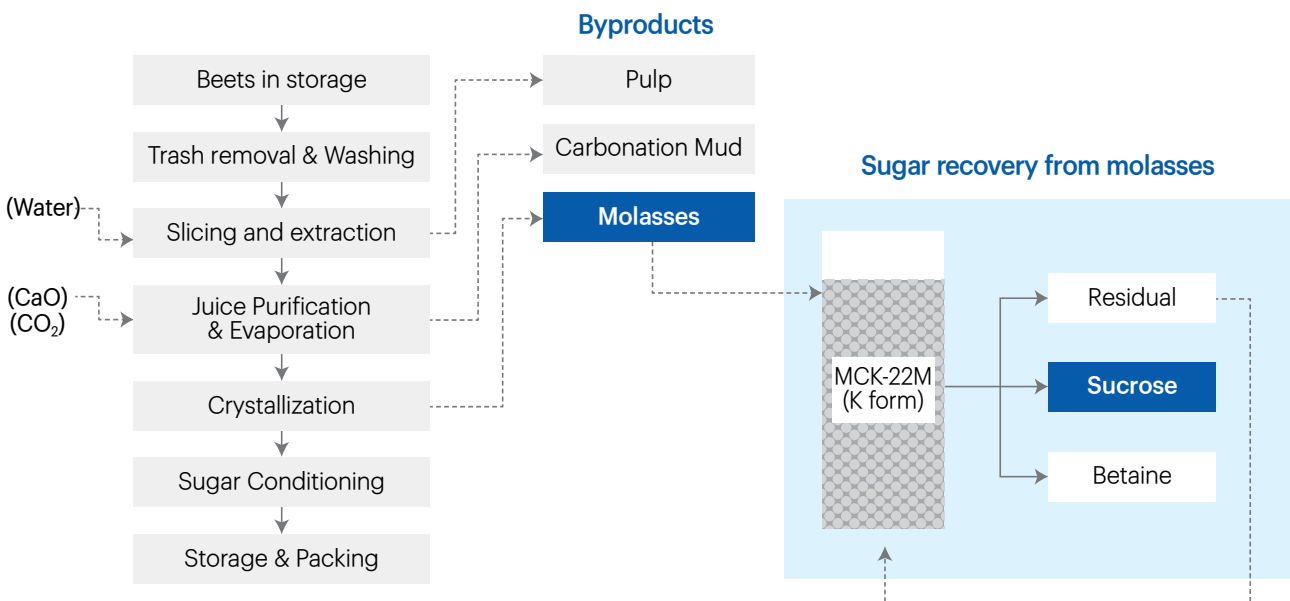 Byproducts
Beets in storage
Pulp
Trash removal & Washing
Carbonation Mud
Sugar recovery from molasses
(Water)
Slicing and extraction
Molasses
(CaO)
(CO₂)
Juice Purification
& Evaporation
Residual
MCK-22M
(K form)
Sucrose
Crystallization
Sugar Conditioning
Betaine
Storage & Packing